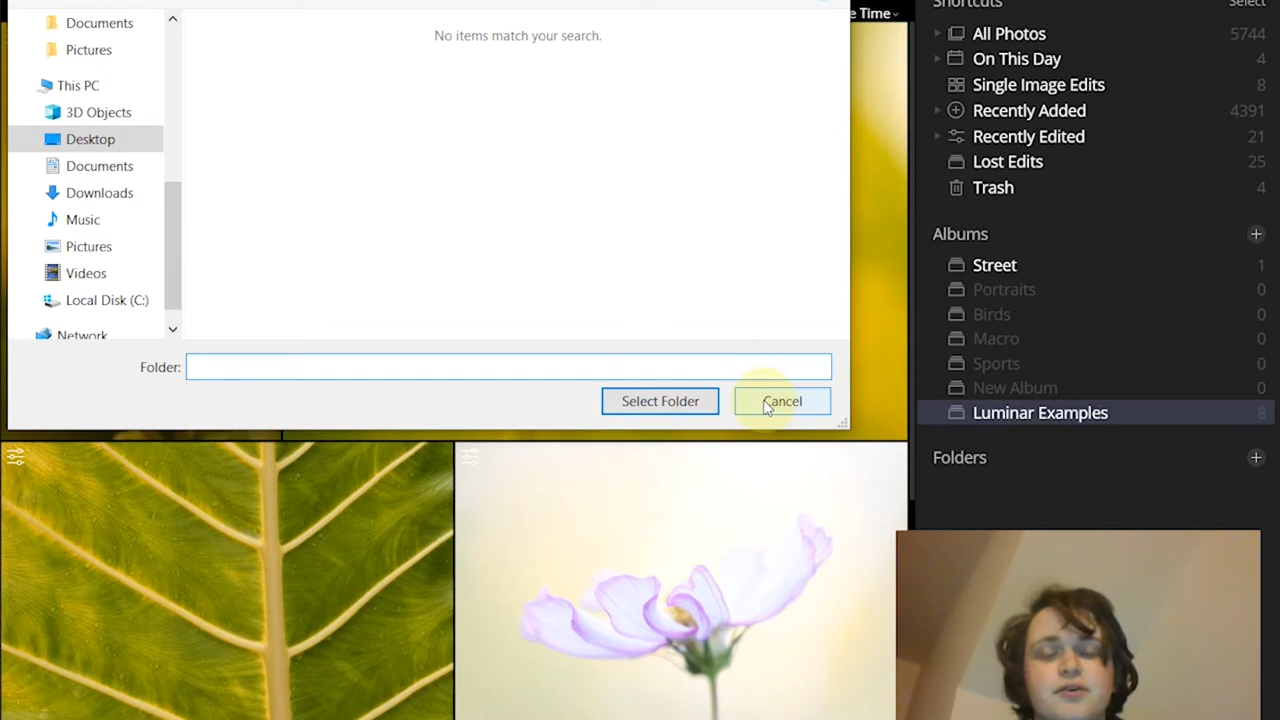 Documents
Pictures
This PC
3D Objects
Desktop
Documents
Downloads
Music
Pictures
Videos
Local Disk (C:)
Network
No items match your search.
Folder:
Select Folder
Cancel
e Time
Shortcuts
Select
All Photos 5744
On This Day 4
Single Image Edits 8
Recently Added 4391
Recently Edited 21
Lost Edits 25
Trash 4
Albums
Street 1
Portraits 0
Birds 0
Macro 0
Sports 0
New Album 0
Luminar Examples 8
Folders